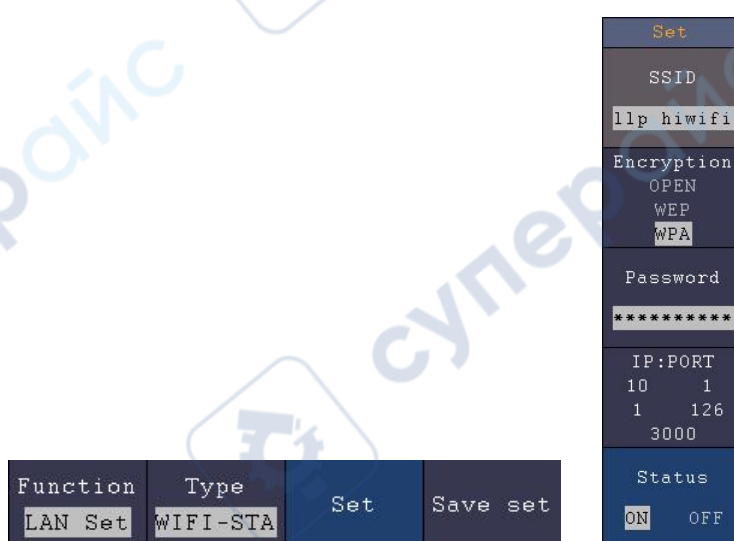 Set
SSID
llp hiwifi
Encryption
OPEN
WEP
WPA
Password
**********
IP:PORT
10 1
1 126
3000
Status
ON OFF
Function
LAN Set
Type
WIFI-STA
Set
Save set
суперайс